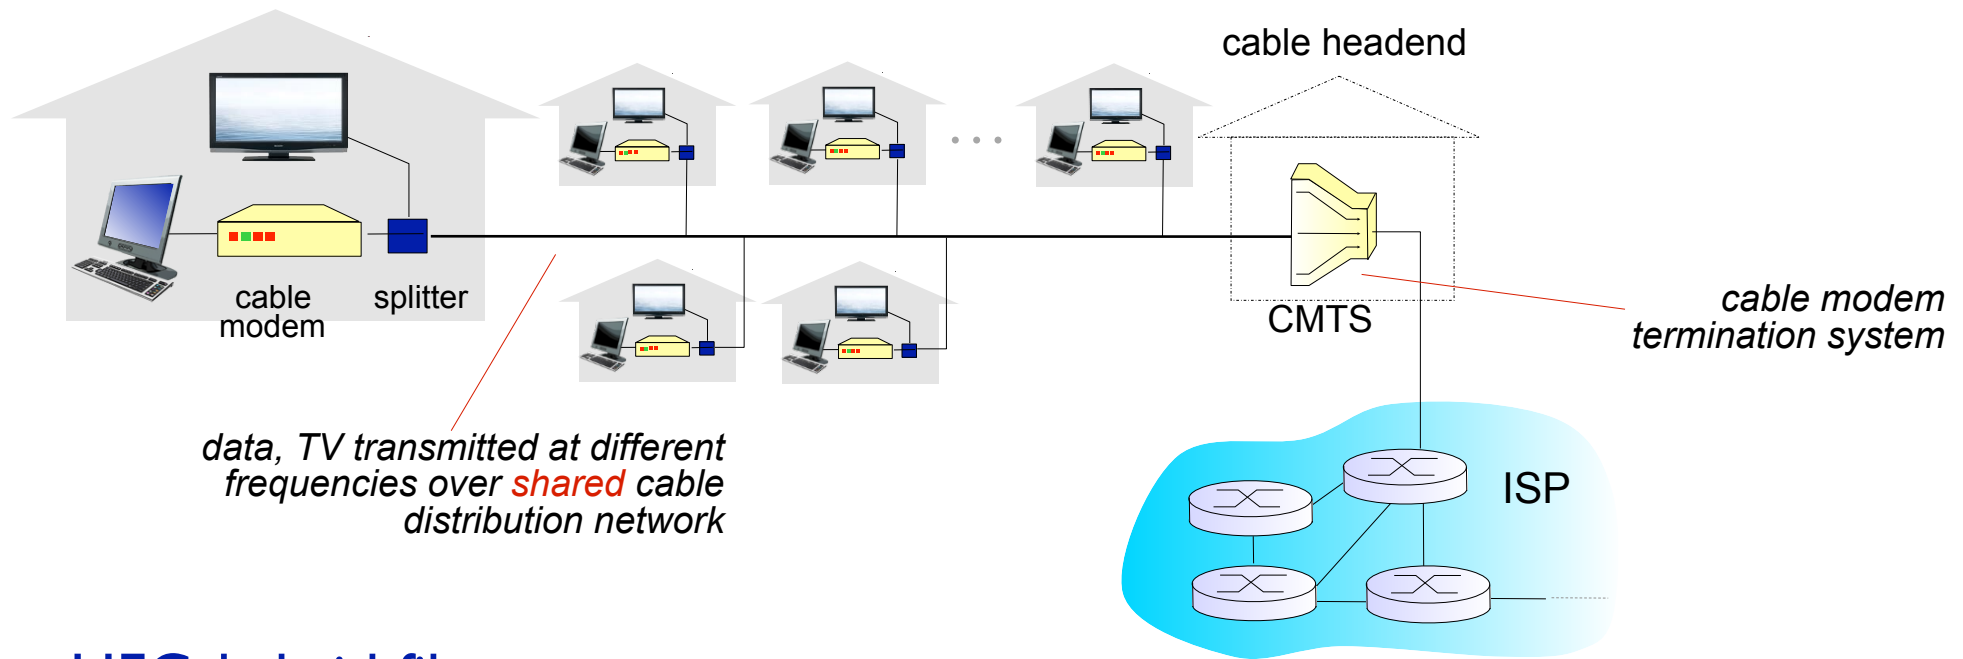 cable headend
cable
modem
splitter
CMTS
cable modem
termination system
data, TV transmitted at different
frequencies over shared cable
distribution network
ISP